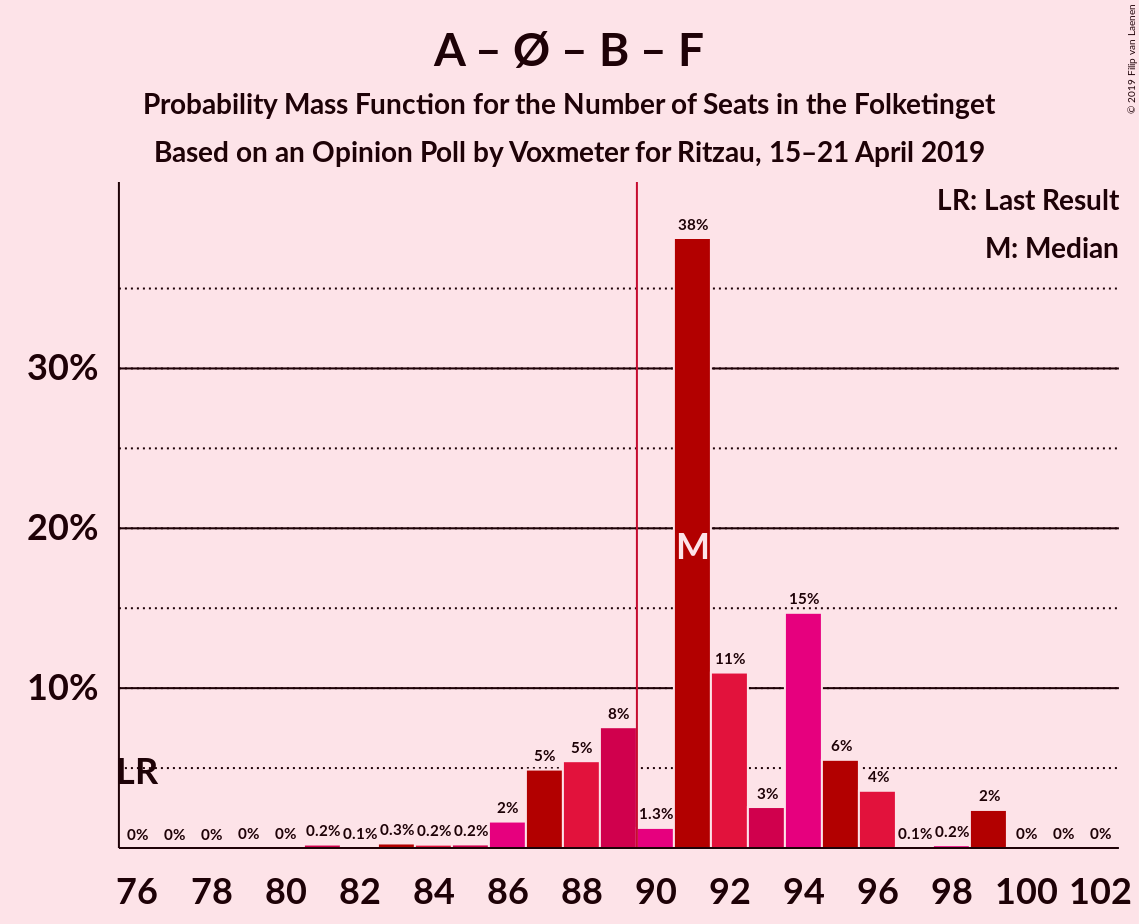 A – Ø – B – F
Probability Mass Function for the Number of Seats in the Folketinget
Based on an Opinion Poll by Voxmeter for Ritzau, 15–21 April 2019
© 2019 Filip van Laenen
LR: Last Result
M: Median
30%
20%
10%
LR
M
0% 0% 0% 0% 0% 0.2% 0.1% 0.3% 0.2% 0.2% 2% 5% 5% 8% 1.3% 38% 11% 3% 15% 6% 4% 0.1% 0.2% 2% 0% 0% 0%
76 78 80 82 84 86 88 90 92 94 96 98 100 102